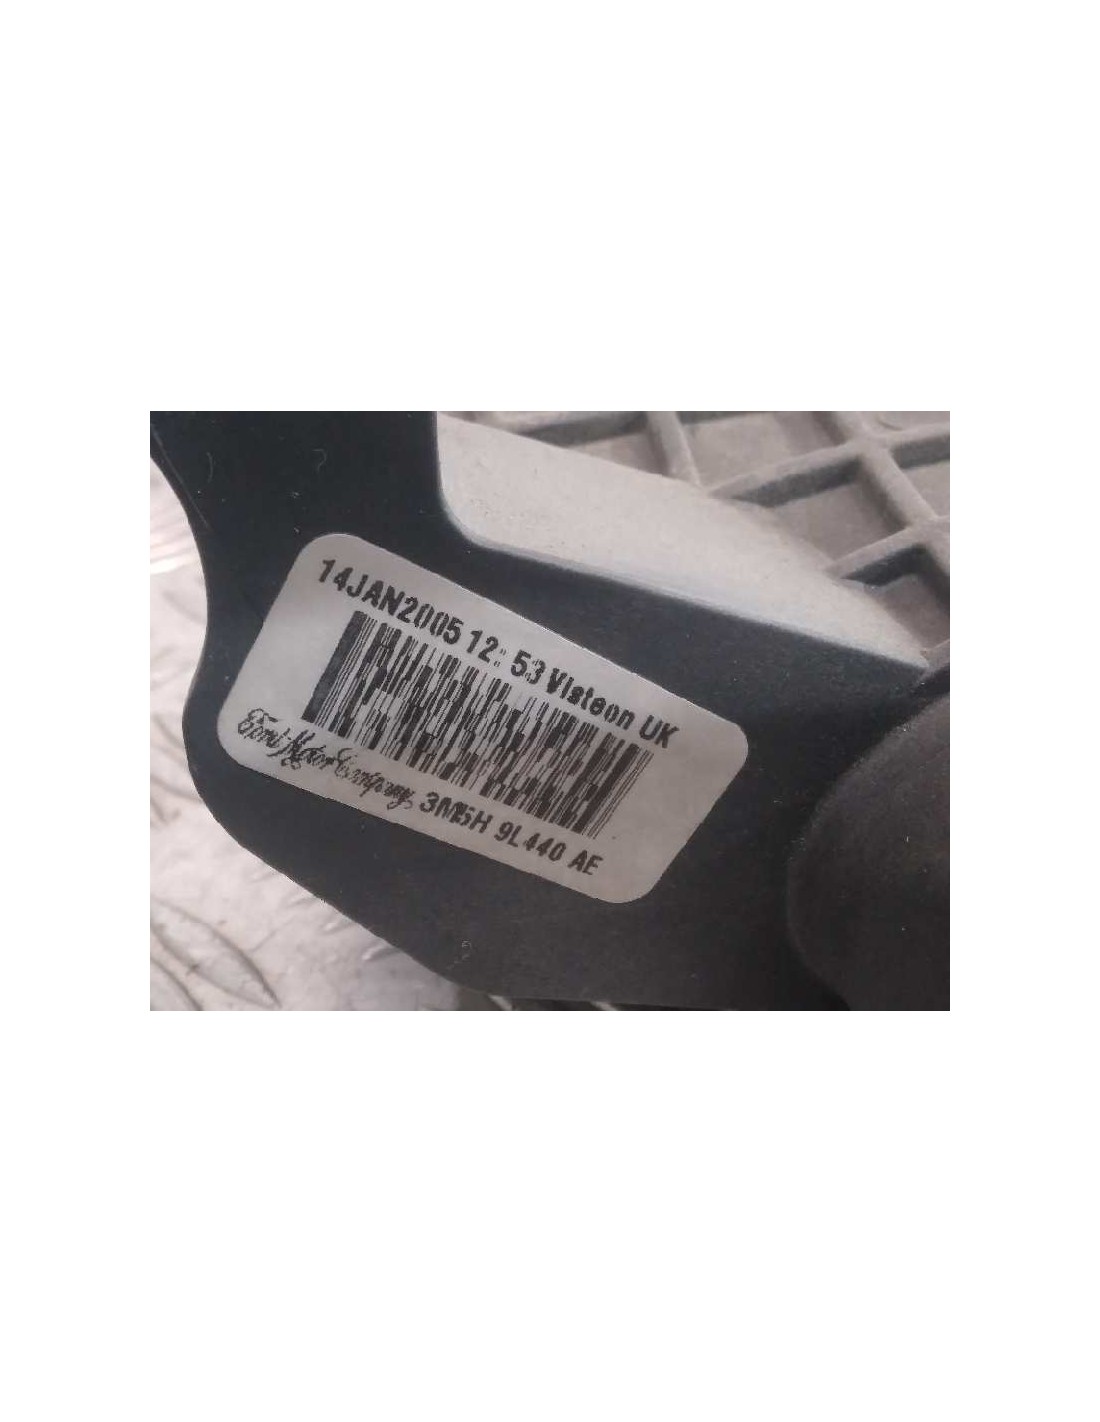 14JAN2005 12:53 Visteon UK
Ford Motor Company, 3M5H 9L440 AE